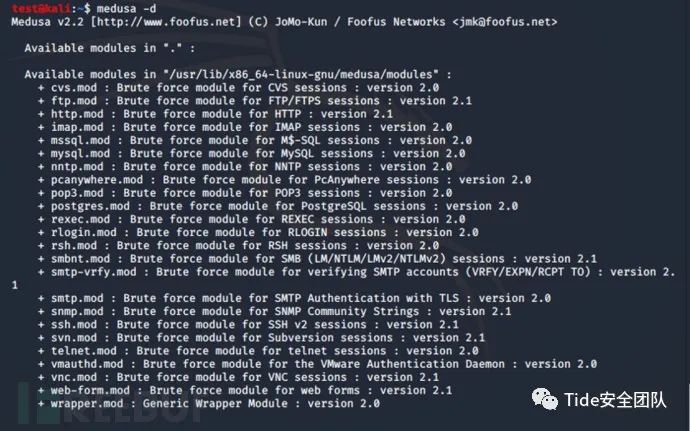 test@kali:~$ medusa -d
Medusa v2.2 [http://www.foofus.net] (C) JoMo-Kun / Foofus Networks <jmk@foofus.net>
Available modules in "." :
Available modules in "/usr/lib/x86_64-linux-gnu/medusa/modules" :
+ cvs.mod : Brute force module for CVS sessions : version 2.0
+ ftp.mod : Brute force module for FTP/FTPS sessions : version 2.1
+ http.mod : Brute force module for HTTP : version 2.1
+ imap.mod : Brute force module for IMAP sessions : version 2.0
+ mssql.mod : Brute force module for M$-SQL sessions : version 2.0
+ mysql.mod : Brute force module for MySQL sessions : version 2.0
+ nntp.mod : Brute force module for NNTP sessions : version 2.0
+ pcanywhere.mod : Brute force module for PcAnywhere sessions : version 2.0
+ pop3.mod : Brute force module for POP3 sessions : version 2.0
+ postgres.mod : Brute force module for PostgreSQL sessions : version 2.0
+ rexec.mod : Brute force module for REXEC sessions : version 2.0
+ rlogin.mod : Brute force module for RLOGIN sessions : version 2.0
+ rsh.mod : Brute force module for RSH sessions : version 2.0
+ smbnt.mod : Brute force module for SMB (LM/NTLM/LMv2/NTLMv2) sessions : version 2.1
+ smtp-vrfy.mod : Brute force module for verifying SMTP accounts (VRFY/EXPN/RCPT TO) : version 2.
1
+ smtp.mod : Brute force module for SMTP Authentication with TLS : version 2.0
+ snmp.mod : Brute force module for SNMP Community Strings : version 2.1
+ ssh.mod : Brute force module for SSH v2 sessions : version 2.1
+ svn.mod : Brute force module for Subversion sessions : version 2.1
+ telnet.mod : Brute force module for telnet sessions : version 2.0
+ vmauthd.mod : Brute force module for the VMware Authentication Daemon : version 2.0
+ vnc.mod : Brute force module for VNC sessions : version 2.1
+ web-form.mod : Brute force module for web forms : version 2.1
+ wrapper.mod : Generic Wrapper Module : version 2.0
Tide安全团队